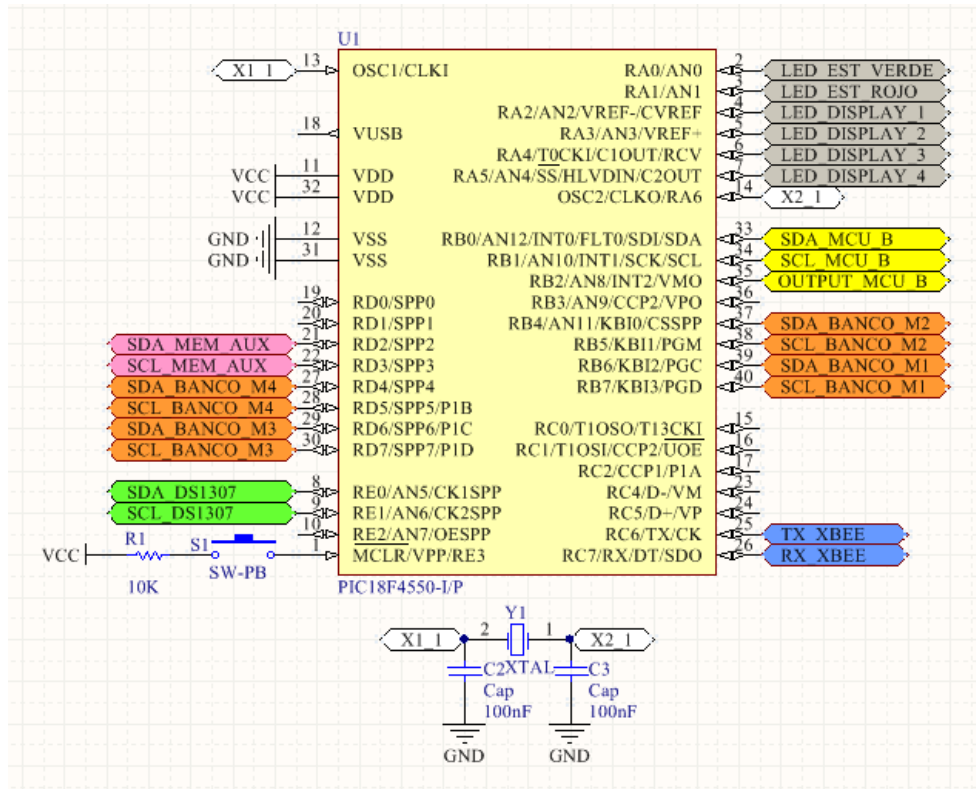 U1
X1_1 13 OSC1/CLKI
18 VUSB
VCC 11 VDD
VCC 32 VDD
GND 12 VSS
GND 31 VSS
19 RD0/SPP0
20 RD1/SPP1
SDA_MEM_AUX 21 RD2/SPP2
SCL_MEM_AUX 22 RD3/SPP3
SDA_BANCO_M4 27 RD4/SPP4
SCL_BANCO_M4 28 RD5/SPP5/P1B
SDA_BANCO_M3 29 RD6/SPP6/P1C
SCL_BANCO_M3 30 RD7/SPP7/P1D
SDA_DS1307 8 RE0/AN5/CK1SPP
SCL_DS1307 9 RE1/AN6/CK2SPP
10 RE2/AN7/OESPP
VCC R1 10K S1 SW-PB 1 MCLR/VPP/RE3
RA0/AN0 2 LED_EST_VERDE
RA1/AN1 3 LED_EST_ROJO
RA2/AN2/VREF-/CVREF 4 LED_DISPLAY_1
RA3/AN3/VREF+ 5 LED_DISPLAY_2
RA4/T0CKI/C1OUT/RCV 6 LED_DISPLAY_3
RA5/AN4/SS/HLVDIN/C2OUT 7 LED_DISPLAY_4
OSC2/CLKO/RA6 14 X2_1
RB0/AN12/INT0/FLT0/SDI/SDA 33 SDA_MCU_B
RB1/AN10/INT1/SCK/SCL 34 SCL_MCU_B
RB2/AN8/INT2/VMO 35 OUTPUT_MCU_B
RB3/AN9/CCP2/VPO 36
RB4/AN11/KBI0/CSSPP 37 SDA_BANCO_M2
RB5/KBI1/PGM 38 SCL_BANCO_M2
RB6/KBI2/PGC 39 SDA_BANCO_M1
RB7/KBI3/PGD 40 SCL_BANCO_M1
RC0/T1OSO/T13CKI 15
RC1/T1OSI/CCP2/UOE 16
RC2/CCP1/P1A 17
RC4/D-/VM 23
RC5/D+/VP 24
RC6/TX/CK 25 TX_XBEE
RC7/RX/DT/SDO 26 RX_XBEE
PIC18F4550-I/P
Y1
X1_1 2 1 X2_1
C2 XTAL C3
Cap Cap
100nF 100nF
GND GND